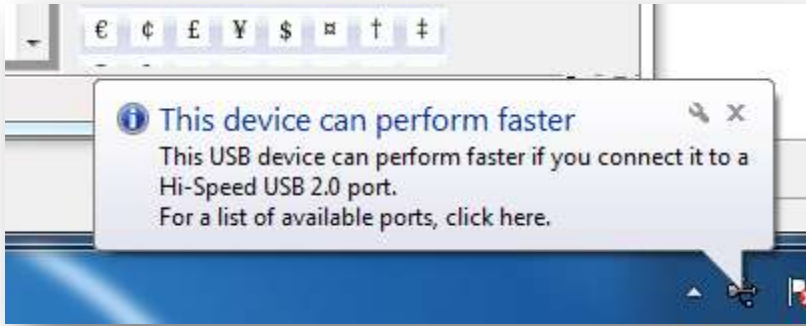 € ¢ £ ¥ $ ¤ † ‡
This device can perform faster
This USB device can perform faster if you connect it to a
Hi-Speed USB 2.0 port.
For a list of available ports, click here.